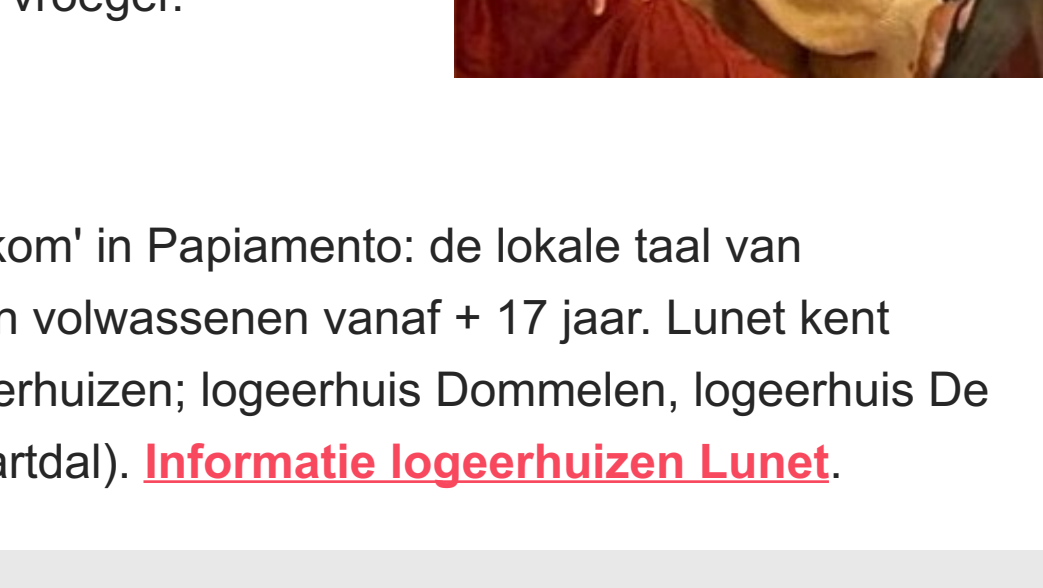 vroeger.
kom' in Papiamento: de lokale taal van
n volwassenen vanaf + 17 jaar. Lunet kent
erhuizen; logeerhuis Dommelen, logeerhuis De
artdal). Informatie logeerhuizen Lunet.